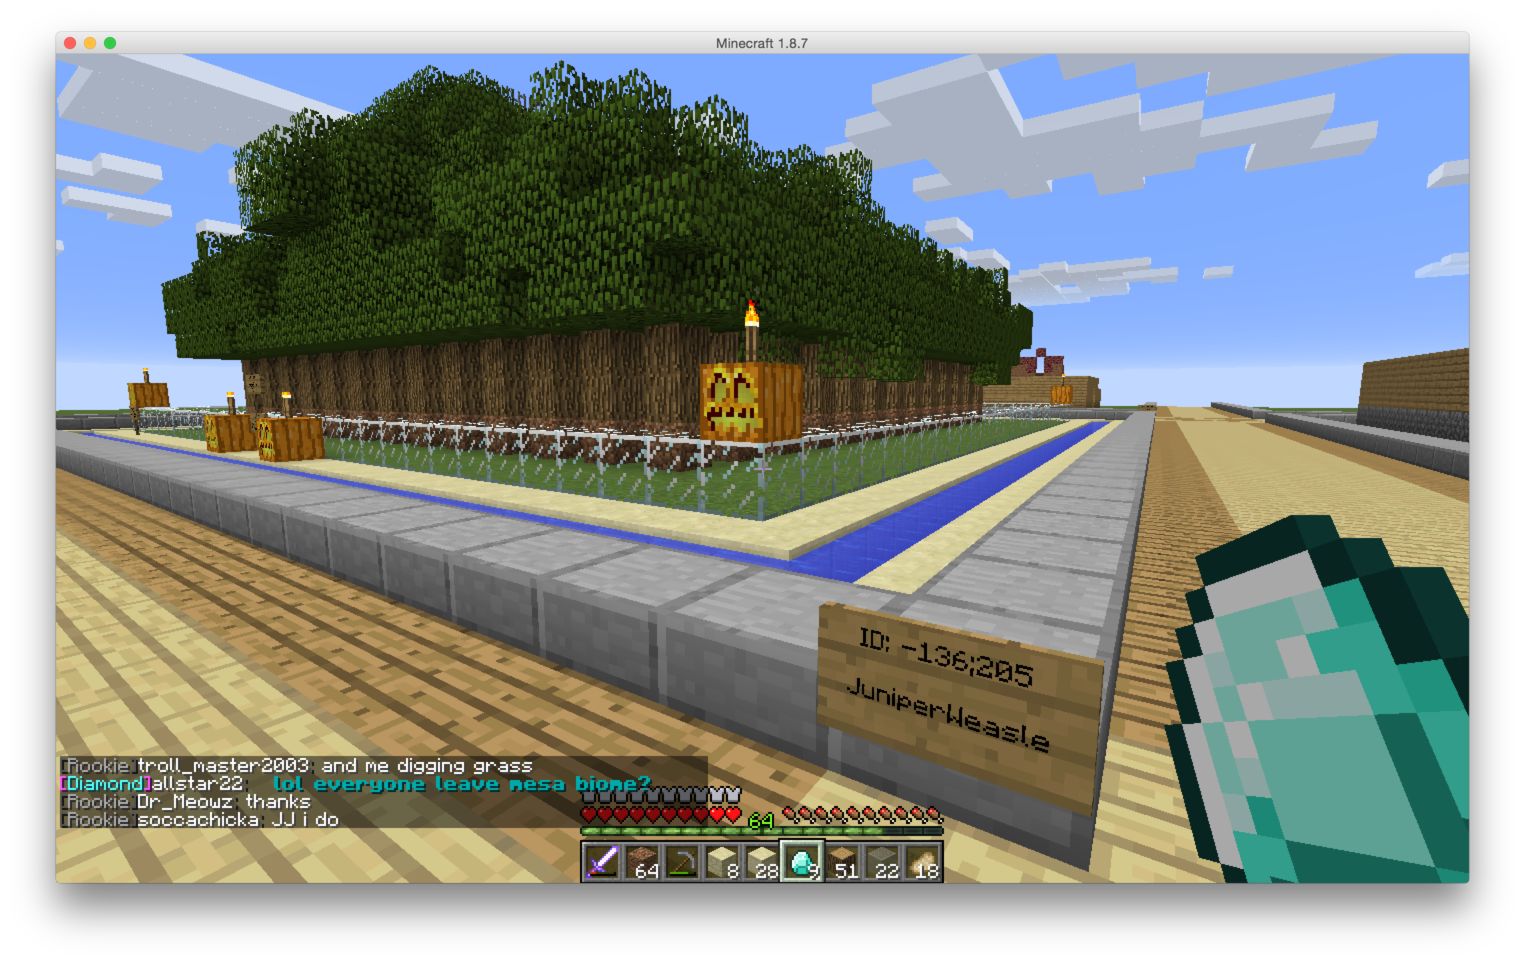 Minecraft 1.8.7
ID: -136;205
JuniperWeasle
[Rookie]troll_master2003: and me digging grass
[Diamond]allstar22: lol everyone leave mesa biome?
[Rookie]Dr_Meowz: thanks
[Rookie]soccachicka: JJ i do
64
64 8 28 9 51 22 18